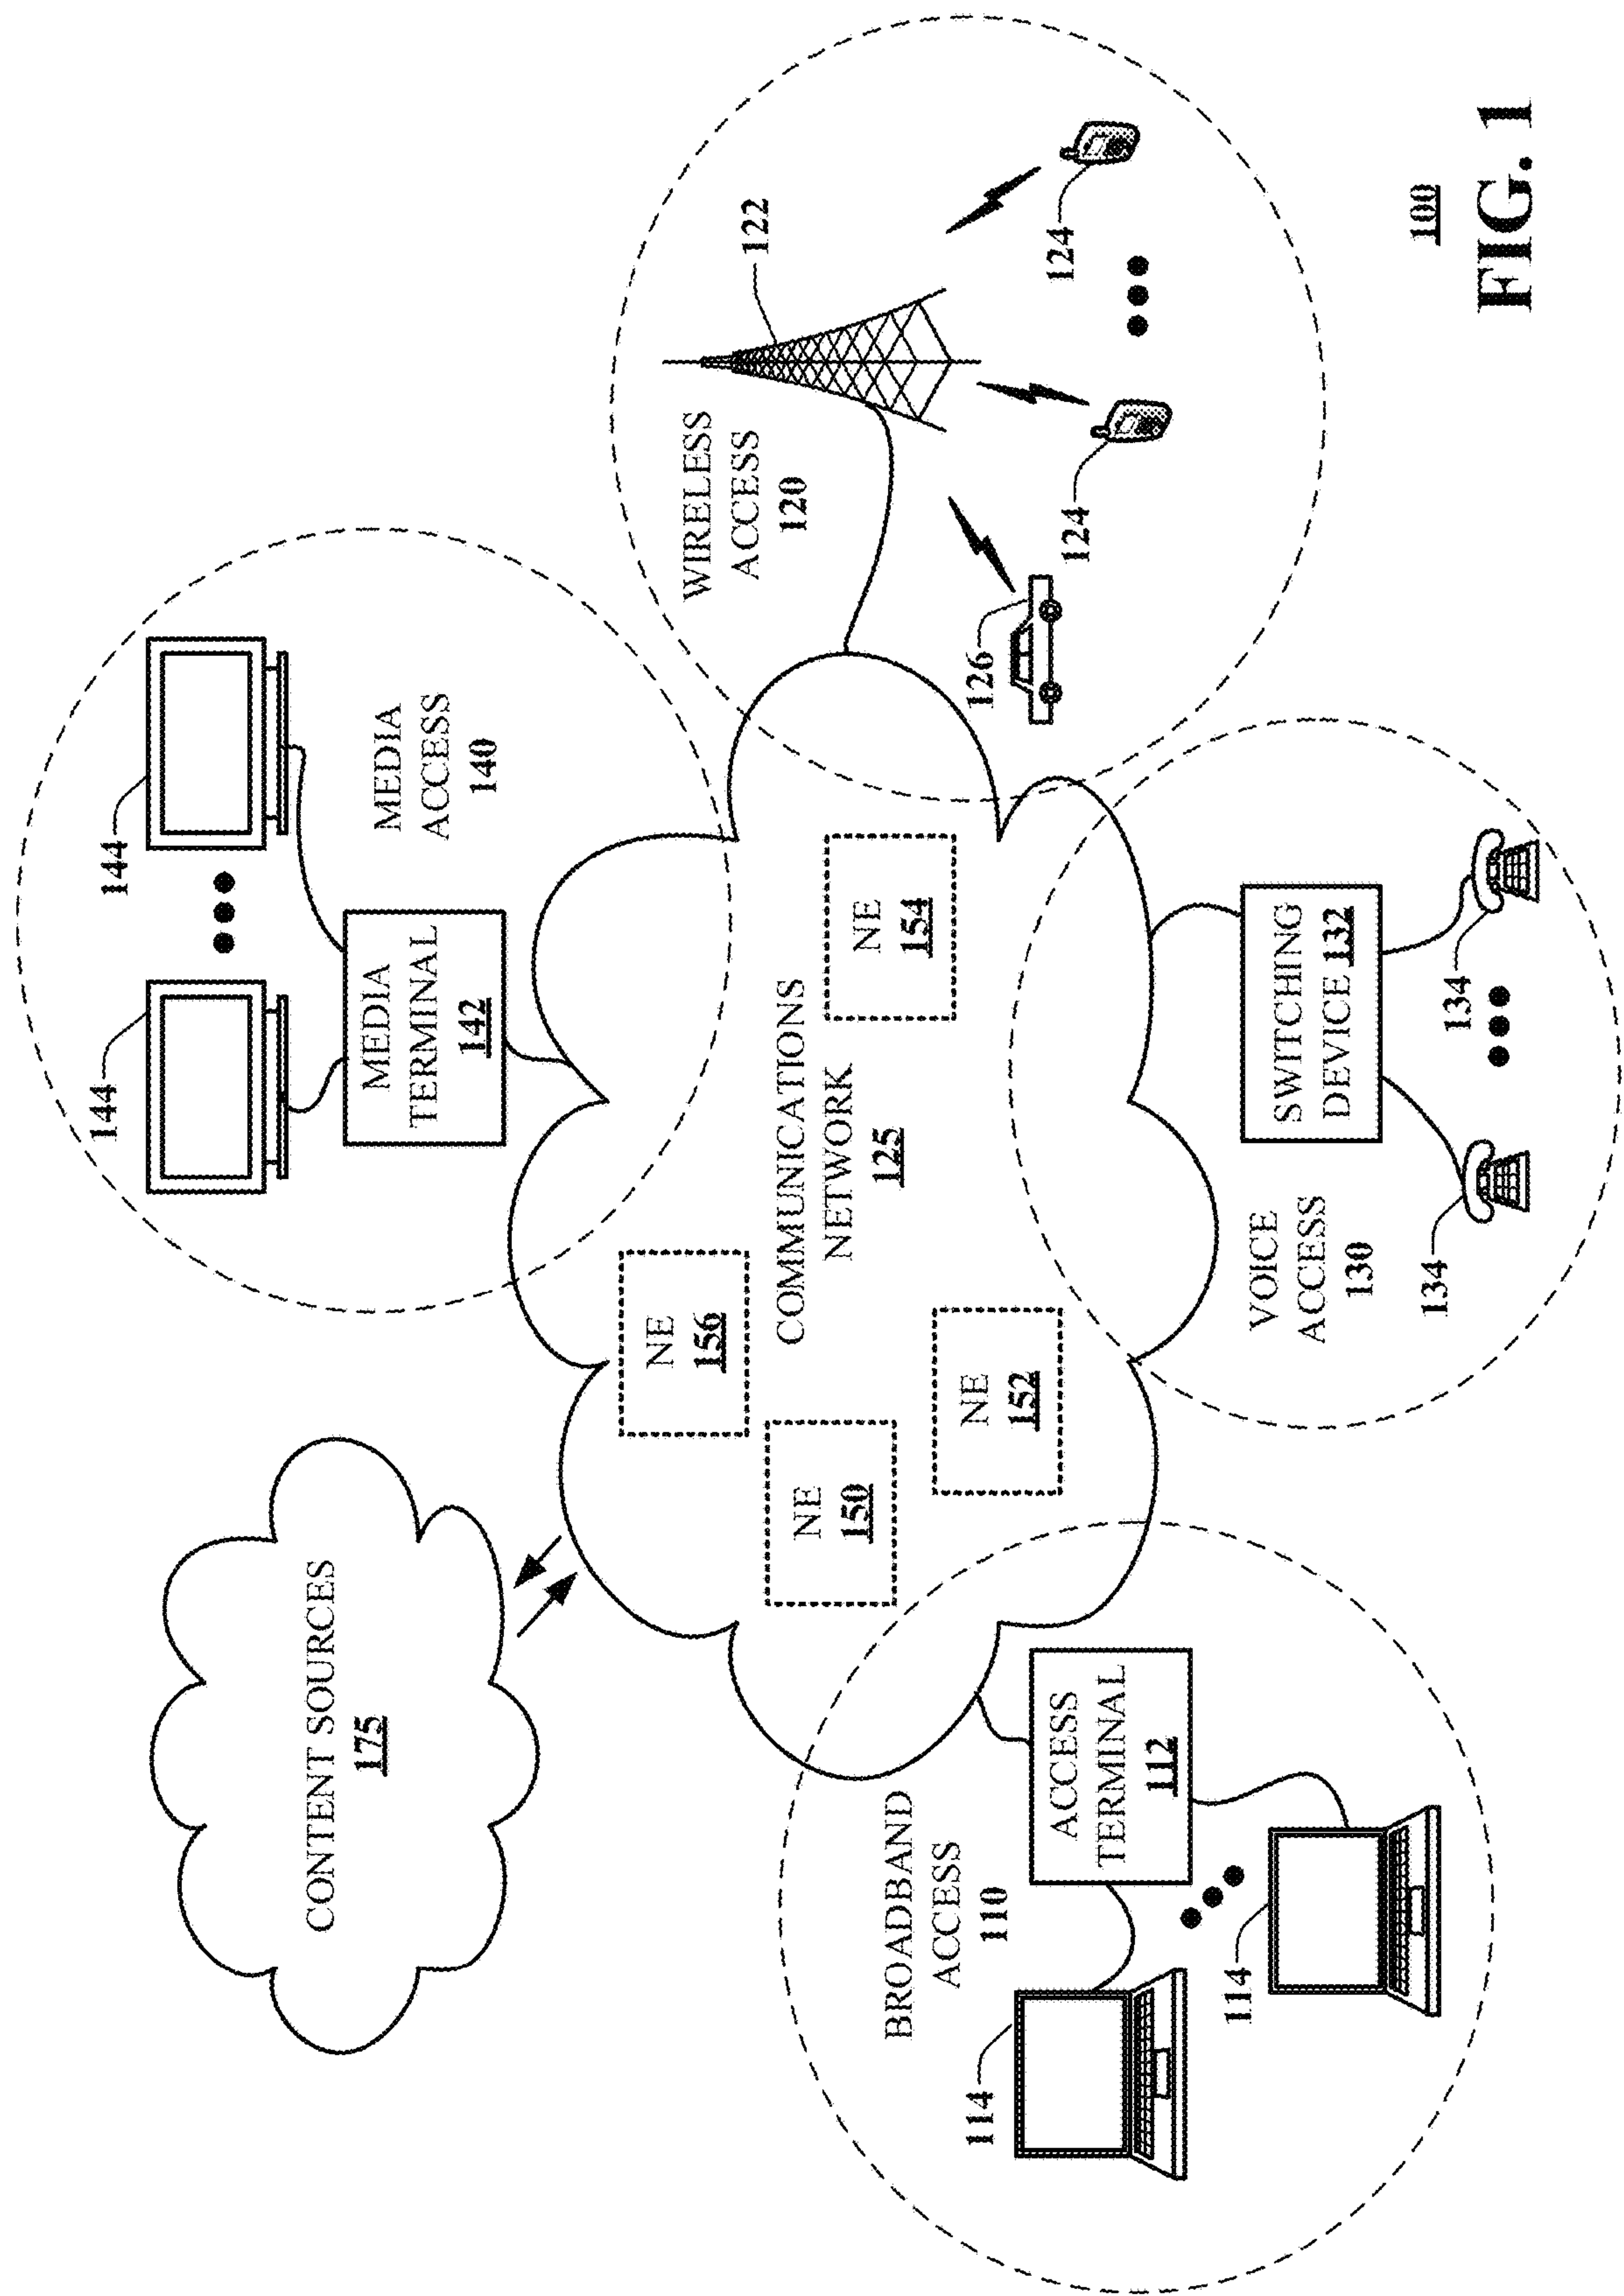 CONTENT SOURCES
175
144
144
MEDIA
TERMINAL
142
MEDIA
ACCESS
140
WIRELESS
ACCESS
120
122
NE
156
NE
150
COMMUNICATIONS
NETWORK
125
NE
154
NE
152
BROADBAND
ACCESS
110
114
ACCESS
TERMINAL
112
114
126
124
124
VOICE
ACCESS
130
SWITCHING
DEVICE 132
134
134
100
FIG. 1